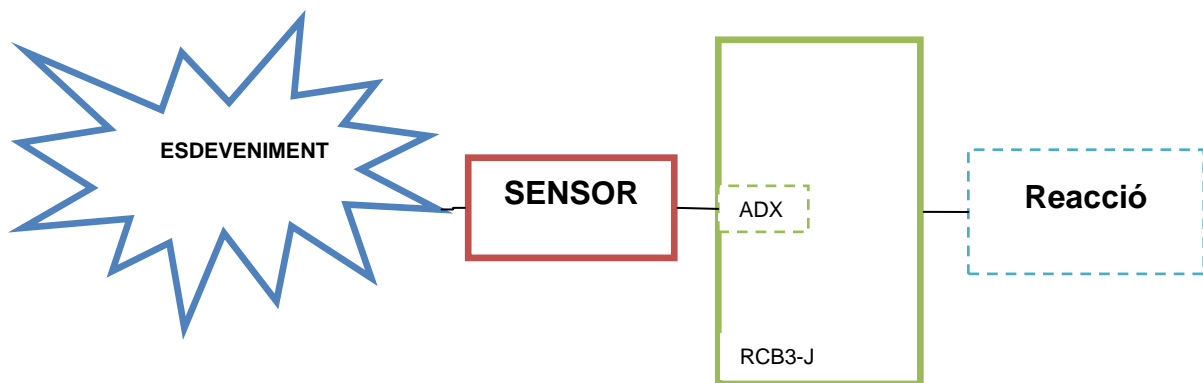 ESDEVENIMENT
SENSOR
ADX
Reacció
RCB3-J